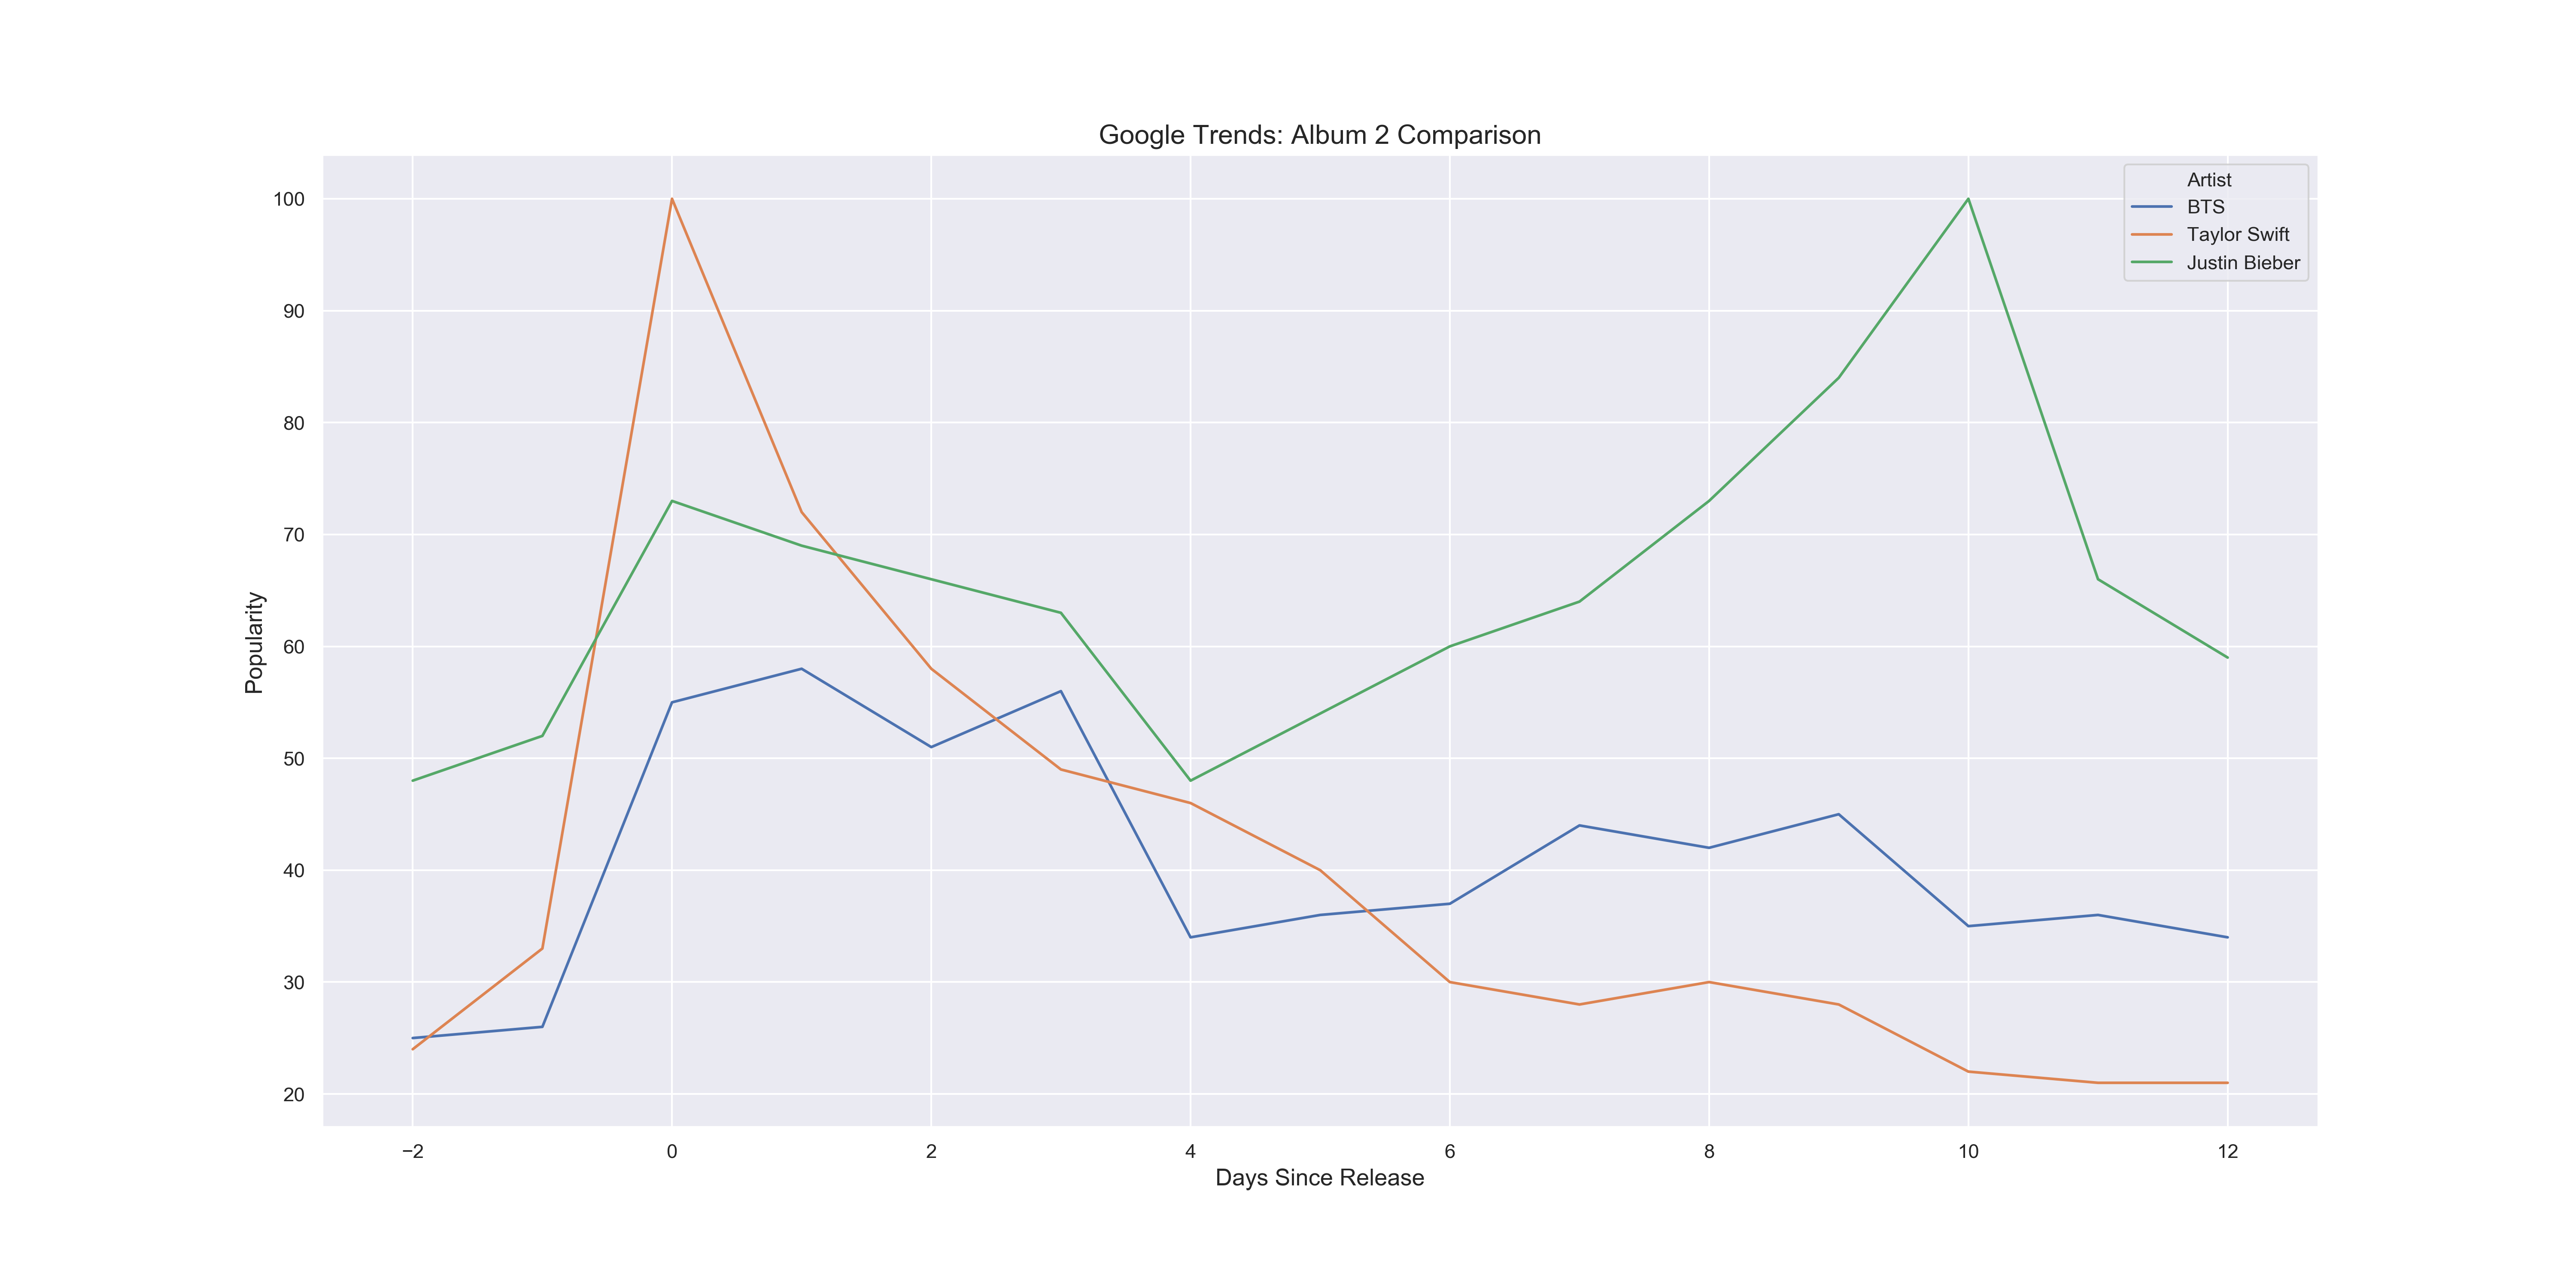 Google Trends: Album 2 Comparison
Artist
BTS
Taylor Swift
Justin Bieber
Popularity
100
90
80
70
60
50
40
30
20
−2 0 2 4 6 8 10 12
Days Since Release